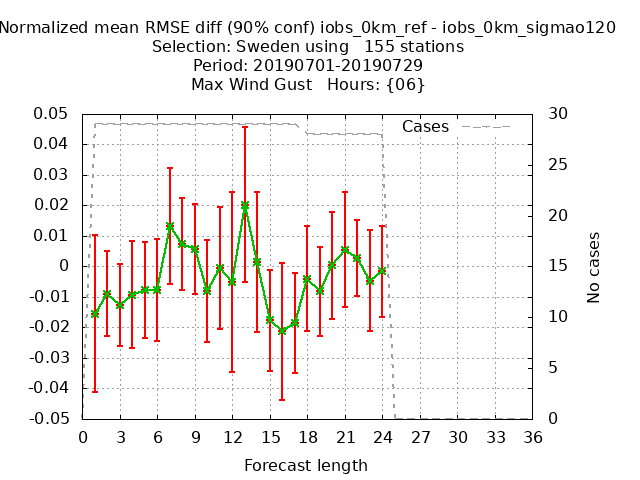 Normalized mean RMSE diff (90% conf) iobs_0km_ref - iobs_0km_sigmao120
Selection: Sweden using 155 stations
Period: 20190701-20190729
Max Wind Gust Hours: {06}
Cases
0.05
0.04
0.03
0.02
0.01
0
-0.01
-0.02
-0.03
-0.04
-0.05
30
25
20
15
10
5
0
No cases
0 3 6 9 12 15 18 21 24 27 30 33 36
Forecast length